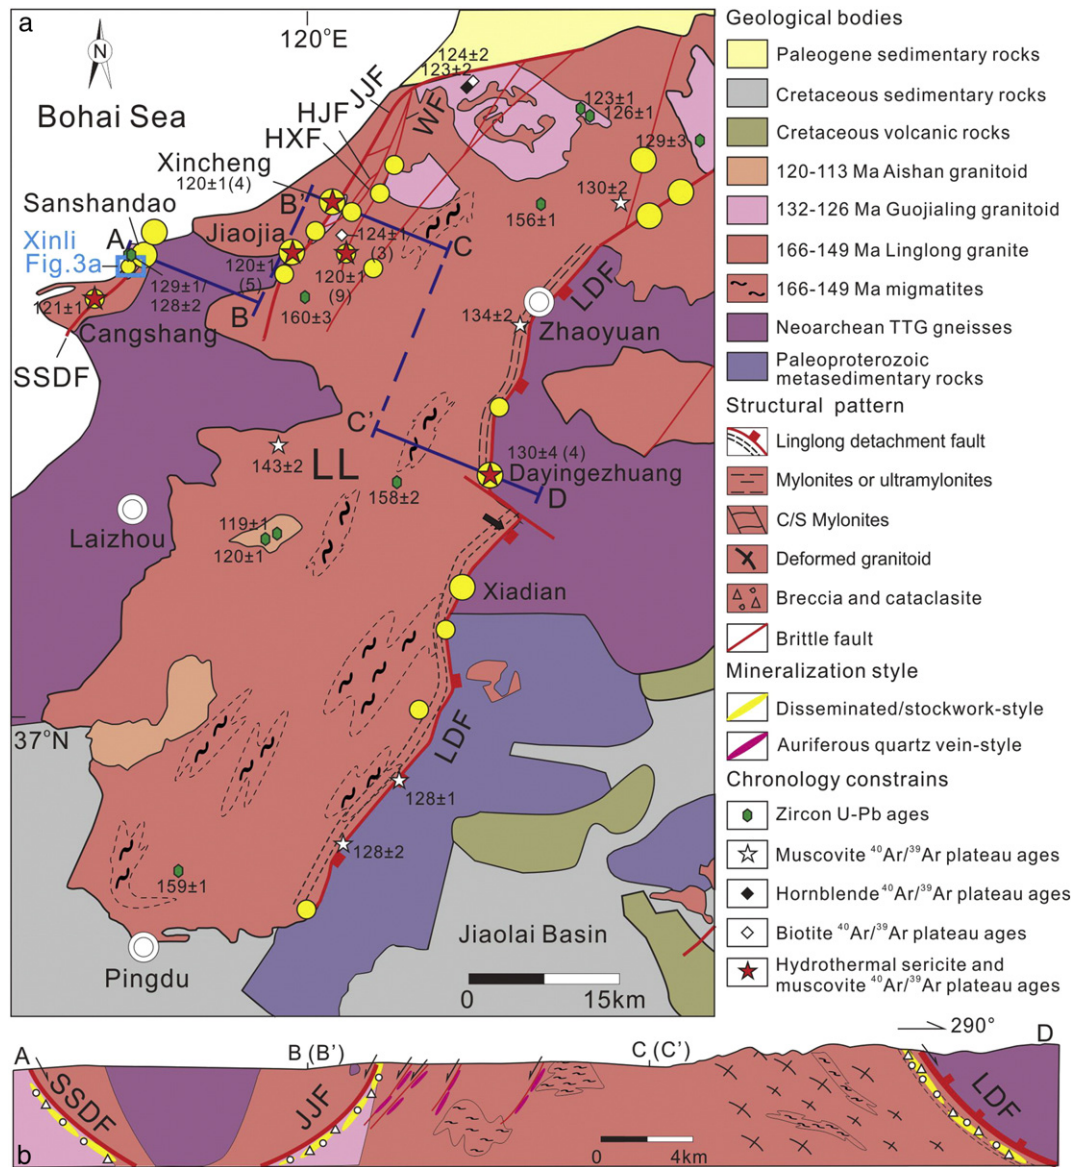 a
N
120°E
Bohai Sea
124±2
123±2
JJF
HJF
WF
HXF
123±1
126±1
129±3
Xincheng
120±1(4)
B'
130±2
156±1
Sanshandao
A
Xinli
Fig.3a
Jiaojia
124±1
(3)
C
120±1
(5)
120±1
(9)
129±1/
128±2
121±1
B
160±3
Cangshang
SSDF
LDF
134±2
Zhaoyuan
C'
143±2
LL
130±4 (4)
Dayingezhuang
158±2
D
Laizhou
119±1
120±1
Xiadian
37°N
LDF
128±1
128±2
159±1
Pingdu
Jiaolai Basin
0
15km
Geological bodies
Paleogene sedimentary rocks
Cretaceous sedimentary rocks
Cretaceous volcanic rocks
120-113 Ma Aishan granitoid
132-126 Ma Guojialing granitoid
166-149 Ma Linglong granite
166-149 Ma migmatites
Neoarchean TTG gneisses
Paleoproterozoic
metasedimentary rocks
Structural pattern
Linglong detachment fault
Mylonites or ultramylonites
C/S Mylonites
Deformed granitoid
Breccia and cataclasite
Brittle fault
Mineralization style
Disseminated/stockwork-style
Auriferous quartz vein-style
Chronology constrains
Zircon U-Pb ages
Muscovite ⁴⁰Ar/³⁹Ar plateau ages
Hornblende ⁴⁰Ar/³⁹Ar plateau ages
Biotite ⁴⁰Ar/³⁹Ar plateau ages
Hydrothermal sericite and
muscovite ⁴⁰Ar/³⁹Ar plateau ages
290°
A
B (B')
C (C')
D
SSDF
JJF
LDF
b
0
4km